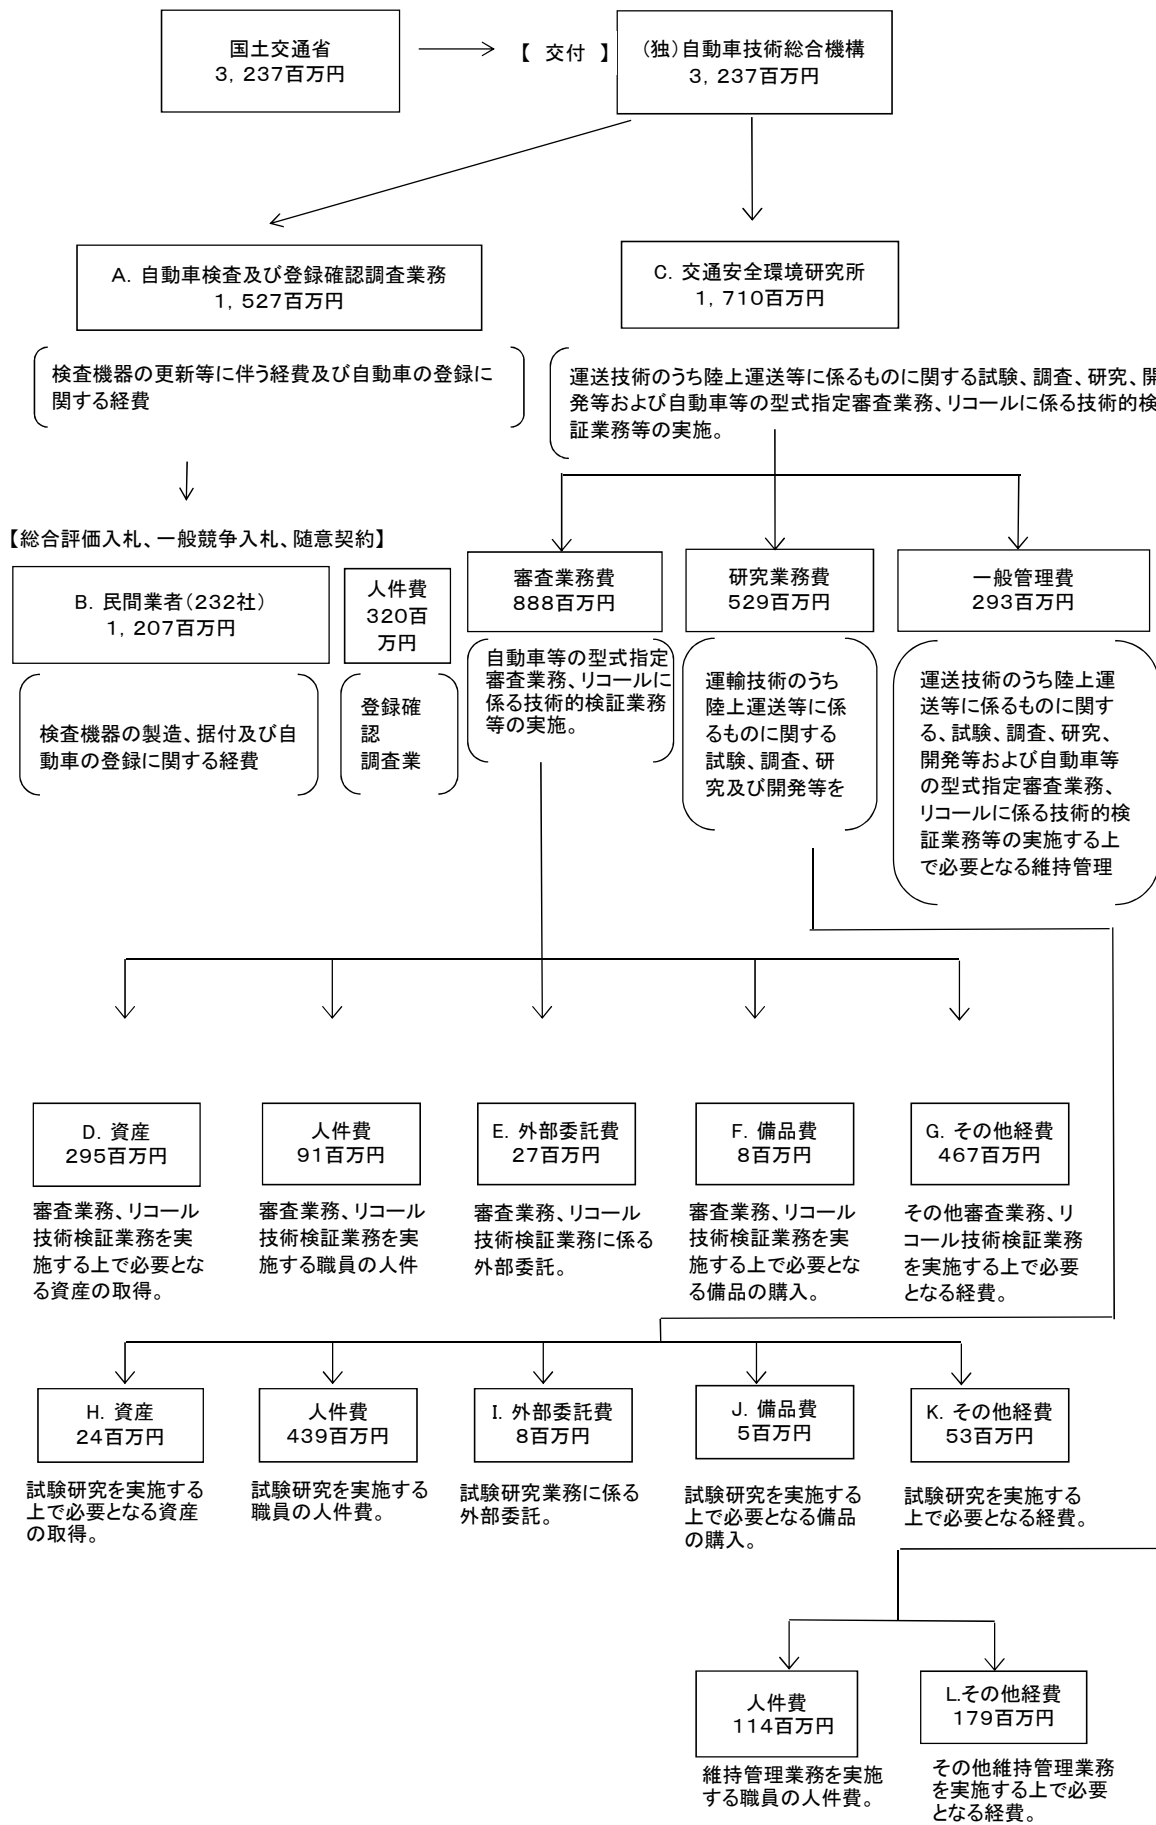 国土交通省
3,237百万円
【 交付 】
(独)自動車技術総合機構
3,237百万円
A. 自動車検査及び登録確認調査業務
1,527百万円
C. 交通安全環境研究所
1,710百万円
検査機器の更新等に伴う経費及び自動車の登録に
関する経費
運送技術のうち陸上運送等に係るものに関する試験、調査、研究、開
発等および自動車等の型式指定審査業務、リコールに係る技術的検
証業務等の実施。
【総合評価入札、一般競争入札、随意契約】
B. 民間業者(232社)
1,207百万円
人件費
320百
万円
審査業務費
888百万円
研究業務費
529百万円
一般管理費
293百万円
検査機器の製造、据付及び自
動車の登録に関する経費
登録確
認
調査業
自動車等の型式指定
審査業務、リコールに
係る技術的検証業務
等の実施。
運輸技術のうち
陸上運送等に係
るものに関する
試験、調査、研
究及び開発等を
運送技術のうち陸上運
送等に係るものに関す
る、試験、調査、研究、
開発等および自動車等
の型式指定審査業務、
リコールに係る技術的検
証業務等の実施する上
で必要となる維持管理
D. 資産
295百万円
人件費
91百万円
E. 外部委託費
27百万円
F. 備品費
8百万円
G. その他経費
467百万円
審査業務、リコール
技術検証業務を実
施する上で必要とな
る資産の取得。
審査業務、リコール
技術検証業務を実
施する職員の人件
審査業務、リコール
技術検証業務に係る
外部委託。
審査業務、リコール
技術検証業務を実
施する上で必要とな
る備品の購入。
その他審査業務、リ
コール技術検証業務
を実施する上で必要
となる経費。
H. 資産
24百万円
人件費
439百万円
I. 外部委託費
8百万円
J. 備品費
5百万円
K. その他経費
53百万円
試験研究を実施する
上で必要となる資産
の取得。
試験研究を実施する
職員の人件費。
試験研究業務に係る
外部委託。
試験研究を実施する
上で必要となる備品
の購入。
試験研究を実施する
上で必要となる経費。
人件費
114百万円
L.その他経費
179百万円
維持管理業務を実施
する職員の人件費。
その他維持管理業務
を実施する上で必要
となる経費。